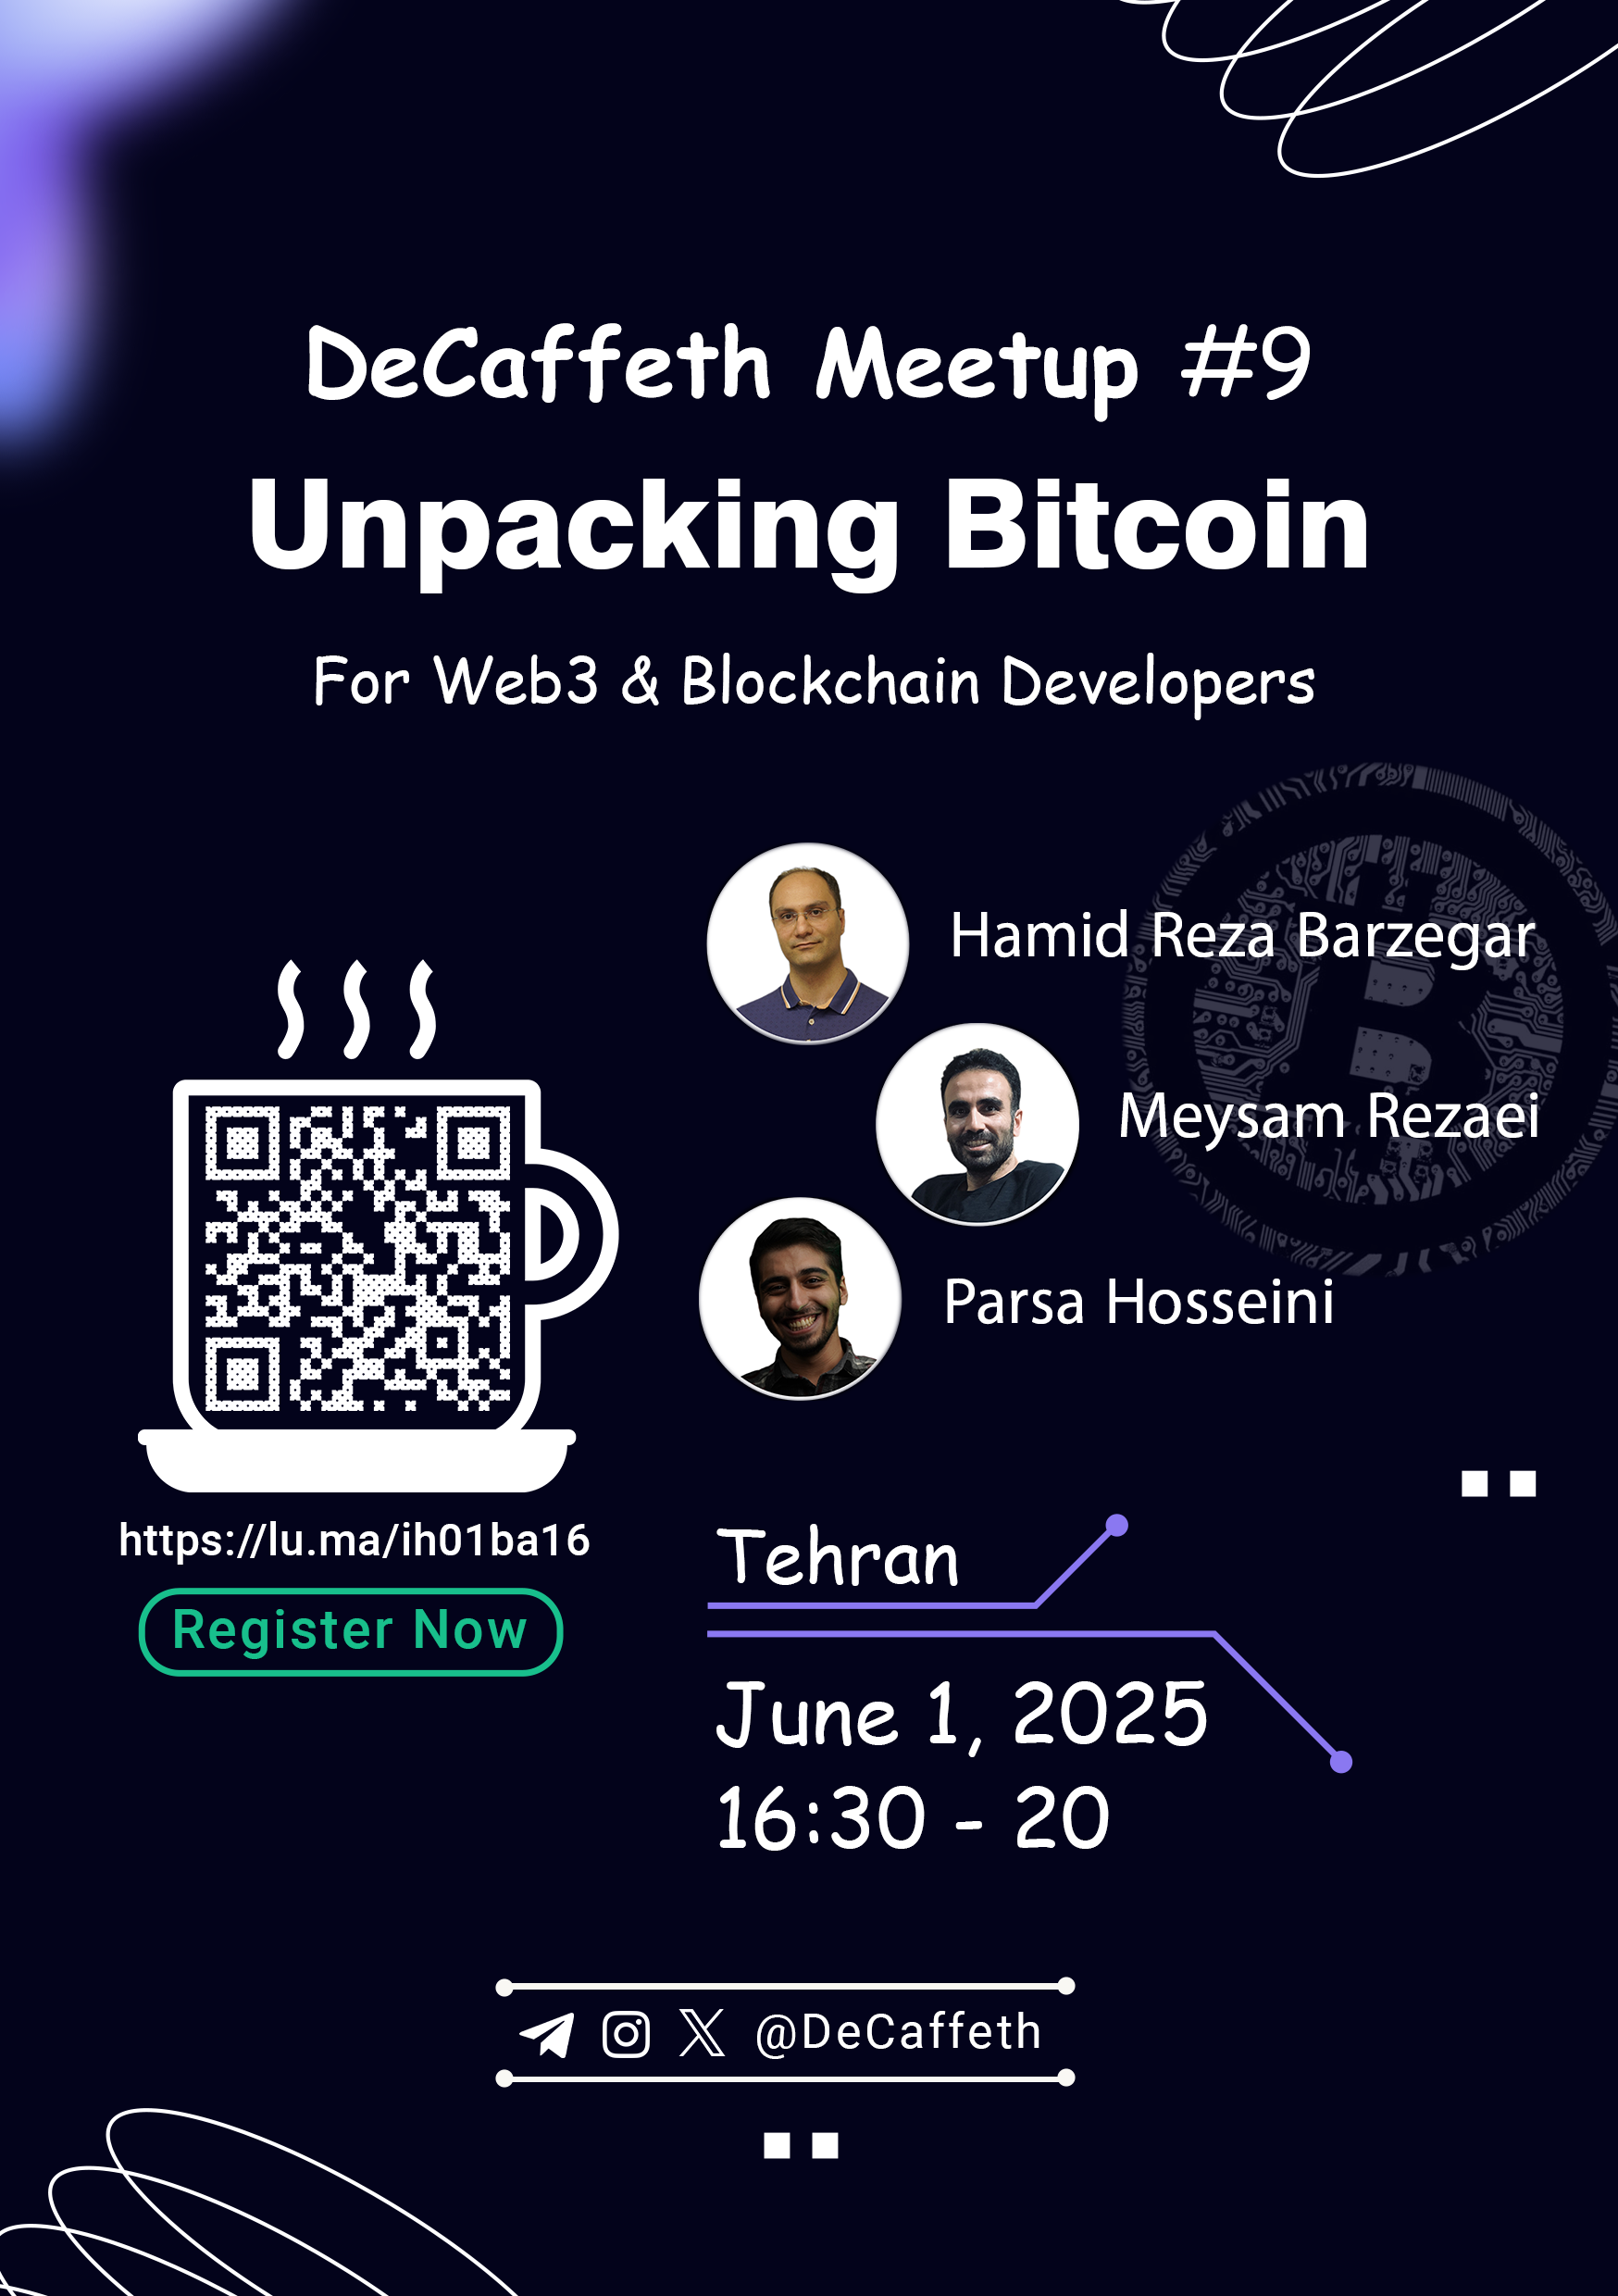 DeCaffeth Meetup #9
Unpacking Bitcoin
For Web3 & Blockchain Developers
Hamid Reza Barzegar
Meysam Rezaei
Parsa Hosseini
https://lu.ma/ih01ba16
Register Now
Tehran
June 1, 2025
16:30 - 20
@DeCaffeth